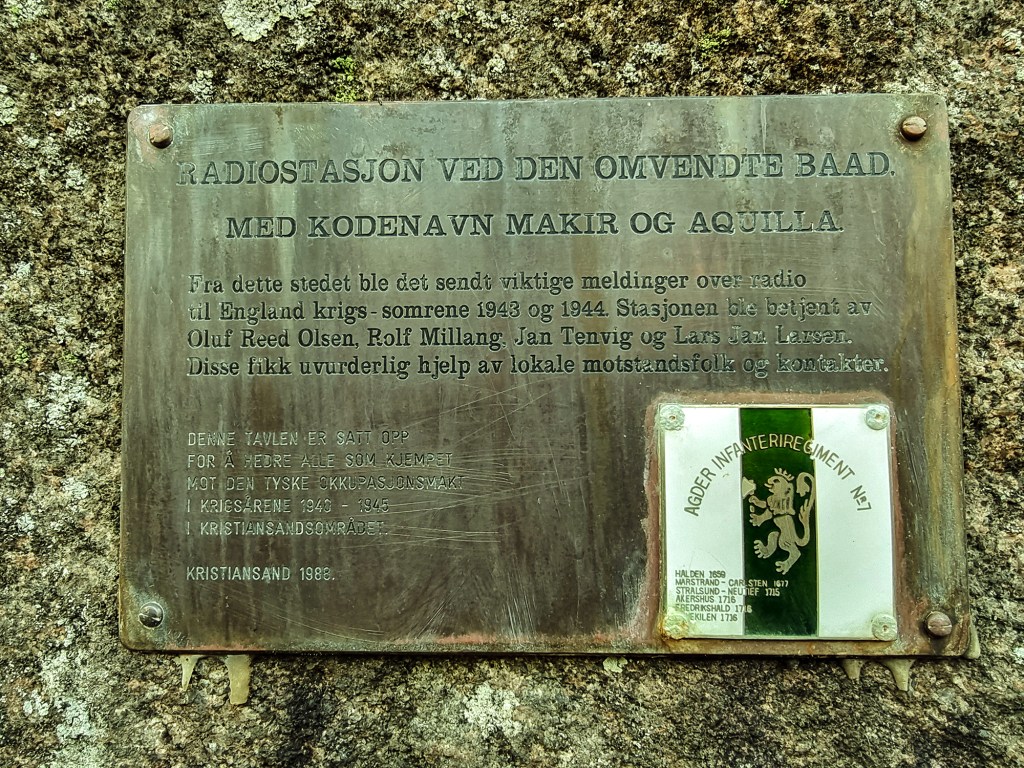 RADIOSTASJON VED DEN OMVENDTE BAAD.
MED KODENAVN MAKIR OG AQUILLA.
Fra dette stedet ble det sendt viktige meldinger over radio
til England krigs-somrene 1943 og 1944. Stasjonen ble betjent av
Oluf Reed Olsen, Rolf Millang, Jan Tenvig og Lars Jan Larsen.
Disse fikk uvurderlig hjelp av lokale motstandsfolk og kontakter.
DENNE TAVLEN ER SATT OPP
FOR Å HEDRE ALLE SOM KJEMPET
MOT DEN TYSKE OKKUPASJONSMAKT
I KRIGSÅRENE 1940 - 1945
I KRISTIANSANDSOMRÅDET.
KRISTIANSAND 1988.
AGDER INFANTERIREGIMENT No7
HALDEN 1659
MARSTRAND - CARLSTEN 1677
STRALSUND - NEUTIEF 1715
AKERSHUS 1716
FREDRIKSHALD 1716
1716